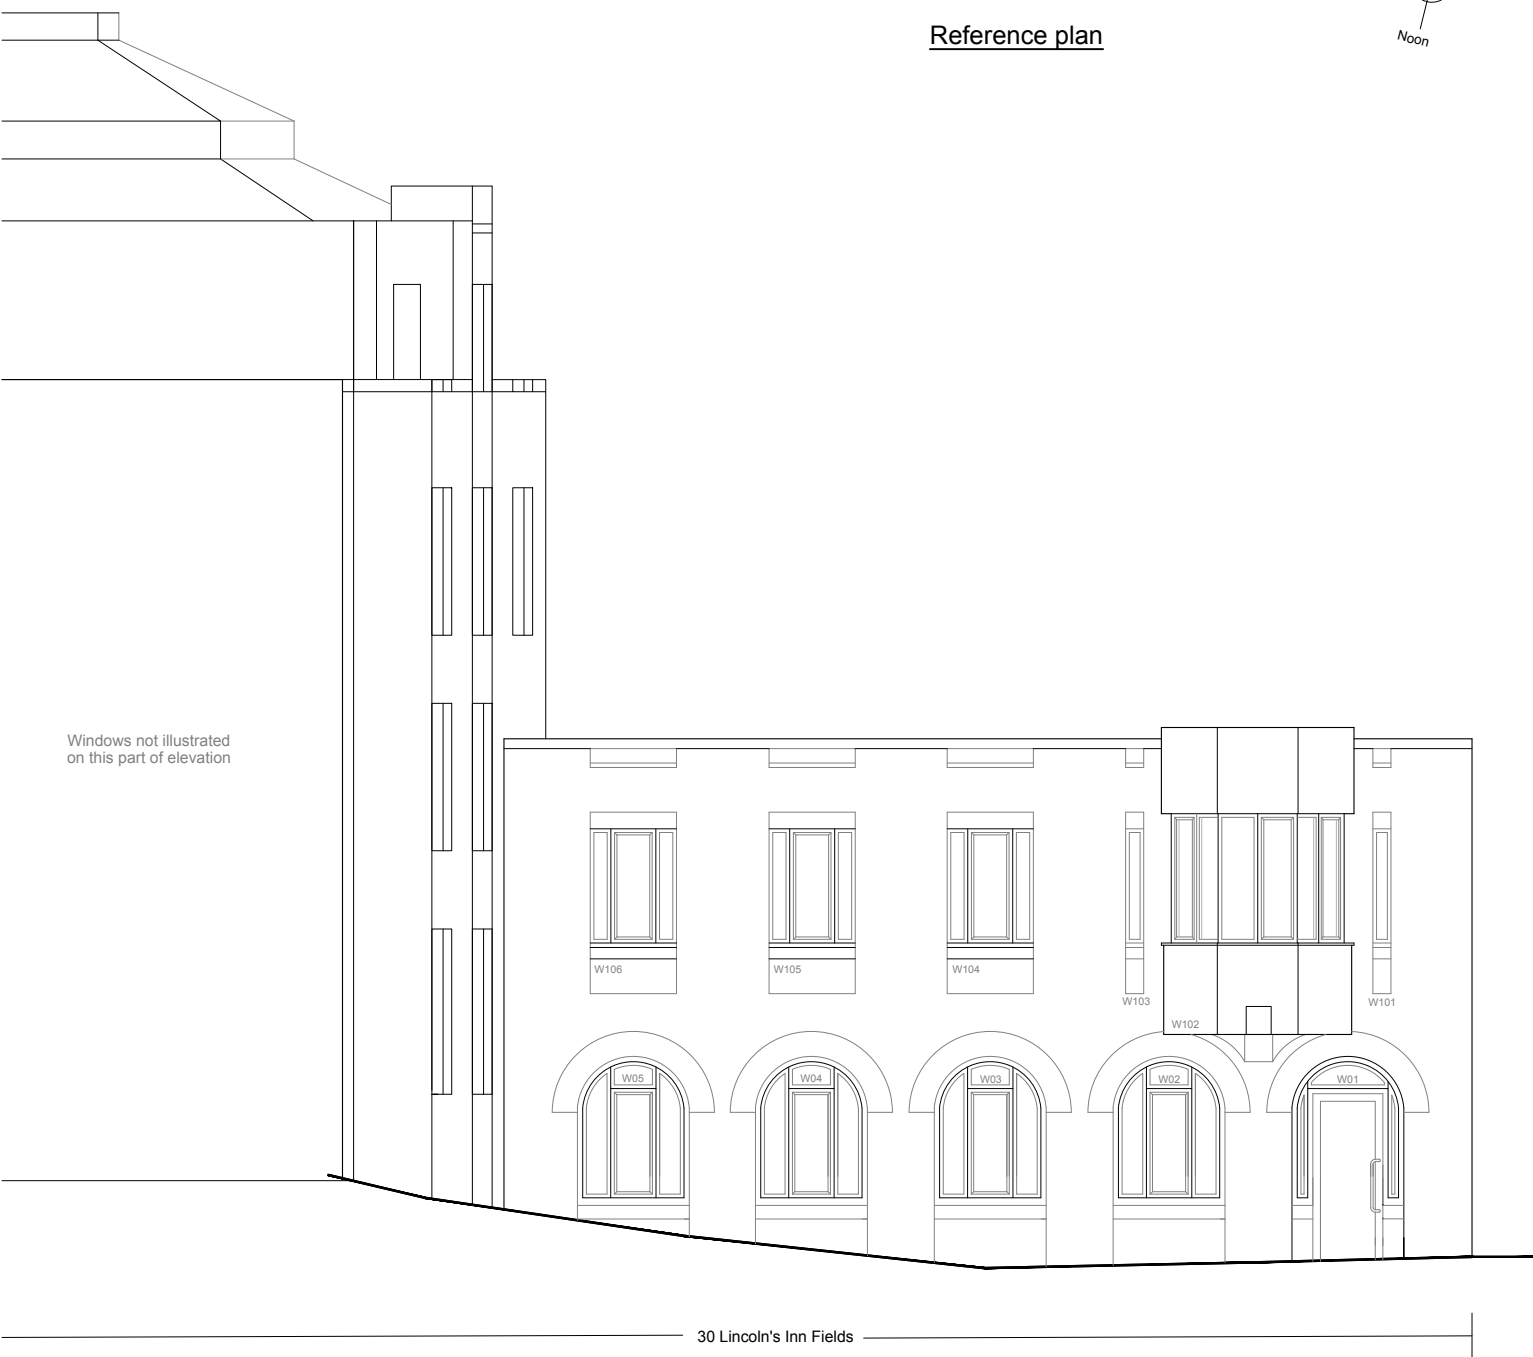 Reference plan
Noon
Windows not illustrated
on this part of elevation
W106
W105
W104
W103
W101
W102
W05
W04
W03
W02
W01
30 Lincoln's Inn Fields